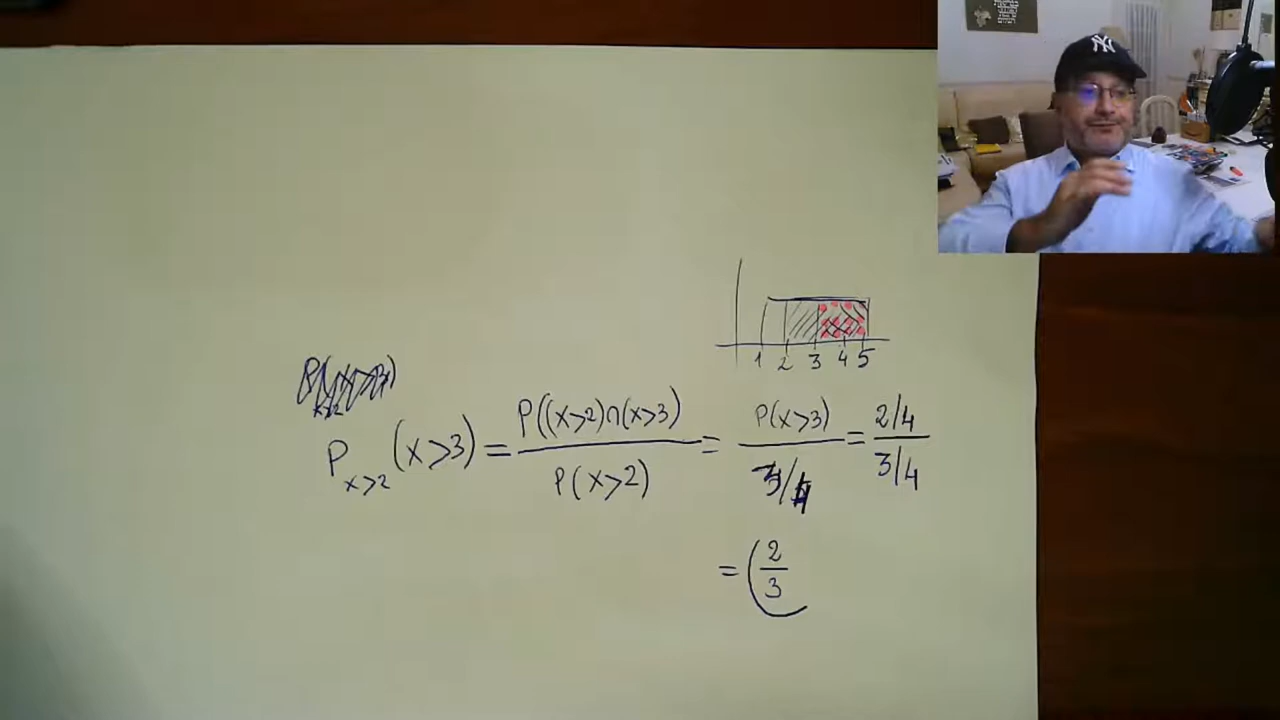 NY
1 2 3 4 5
P_{X>2}(X>3) = P((X>2)∩(X>3)) / P(X>2) = P(X>3) / 3/4 = 2/4 / 3/4
= 2/3